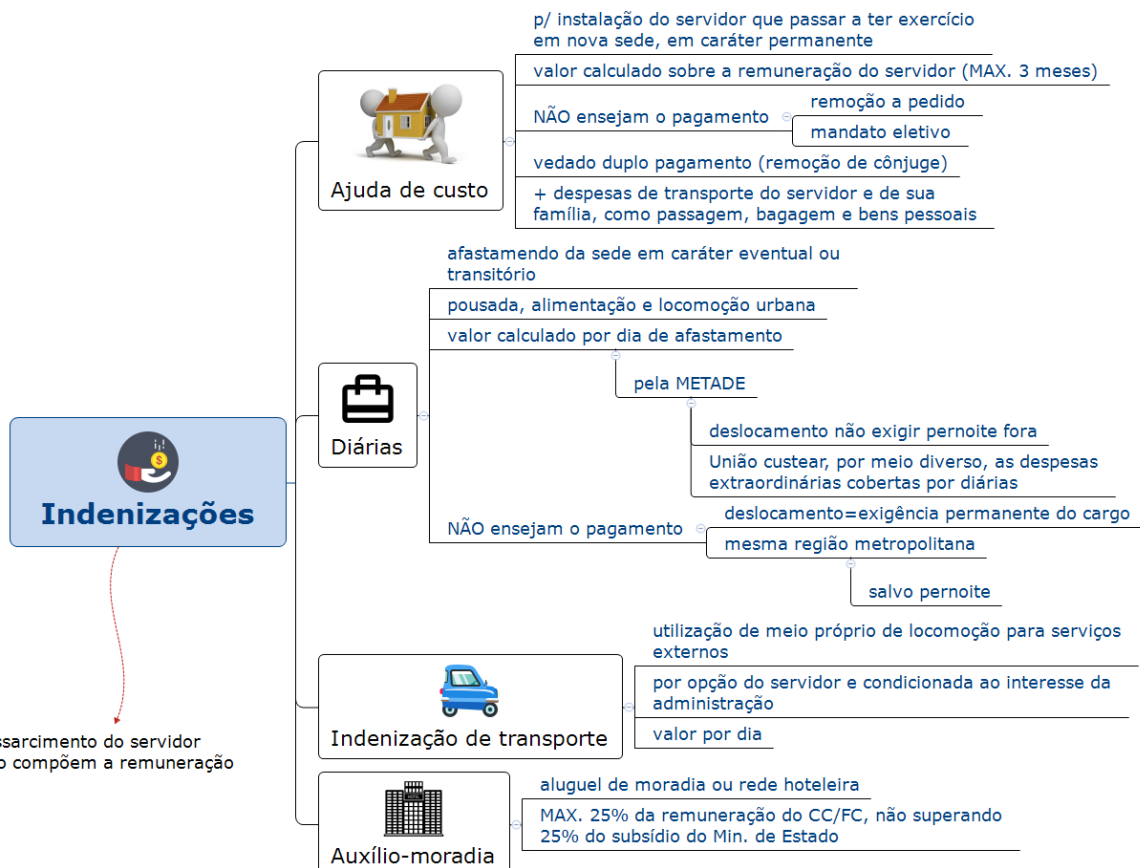 Indenizações
ssarcimento do servidor
o compõem a remuneração
Ajuda de custo
p/ instalação do servidor que passar a ter exercício
em nova sede, em caráter permanente
valor calculado sobre a remuneração do servidor (MAX. 3 meses)
NÃO ensejam o pagamento
remoção a pedido
mandato eletivo
vedado duplo pagamento (remoção de cônjuge)
+ despesas de transporte do servidor e de sua
família, como passagem, bagagem e bens pessoais
Diárias
afastamendo da sede em caráter eventual ou
transitório
pousada, alimentação e locomoção urbana
valor calculado por dia de afastamento
pela METADE
deslocamento não exigir pernoite fora
União custear, por meio diverso, as despesas
extraordinárias cobertas por diárias
NÃO ensejam o pagamento
deslocamento=exigência permanente do cargo
mesma região metropolitana
salvo pernoite
Indenização de transporte
utilização de meio próprio de locomoção para serviços
externos
por opção do servidor e condicionada ao interesse da
administração
valor por dia
Auxílio-moradia
aluguel de moradia ou rede hoteleira
MAX. 25% da remuneração do CC/FC, não superando
25% do subsídio do Min. de Estado